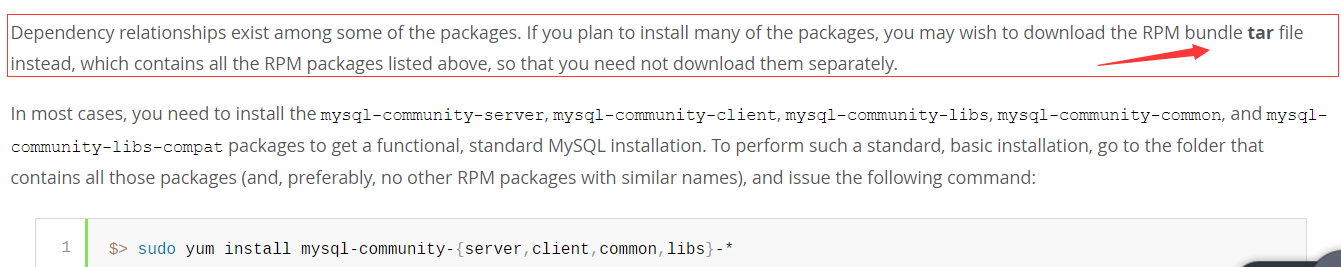 Dependency relationships exist among some of the packages. If you plan to install many of the packages, you may wish to download the RPM bundle tar file
instead, which contains all the RPM packages listed above, so that you need not download them separately.
In most cases, you need to install the mysql-community-server, mysql-community-client, mysql-community-libs, mysql-community-common, and mysql-
community-libs-compat packages to get a functional, standard MySQL installation. To perform such a standard, basic installation, go to the folder that
contains all those packages (and, preferably, no other RPM packages with similar names), and issue the following command:
1 $> sudo yum install mysql-community-{server,client,common,libs}-*